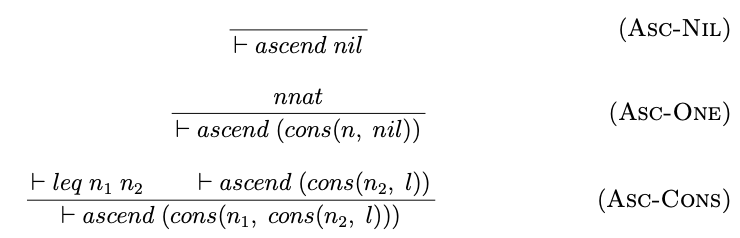 ⊢ ascend nil (ASC-NIL)
nnat
⊢ ascend (cons(n, nil)) (ASC-ONE)
⊢ leq n₁ n₂ ⊢ ascend (cons(n₂, l))
⊢ ascend (cons(n₁, cons(n₂, l))) (ASC-CONS)